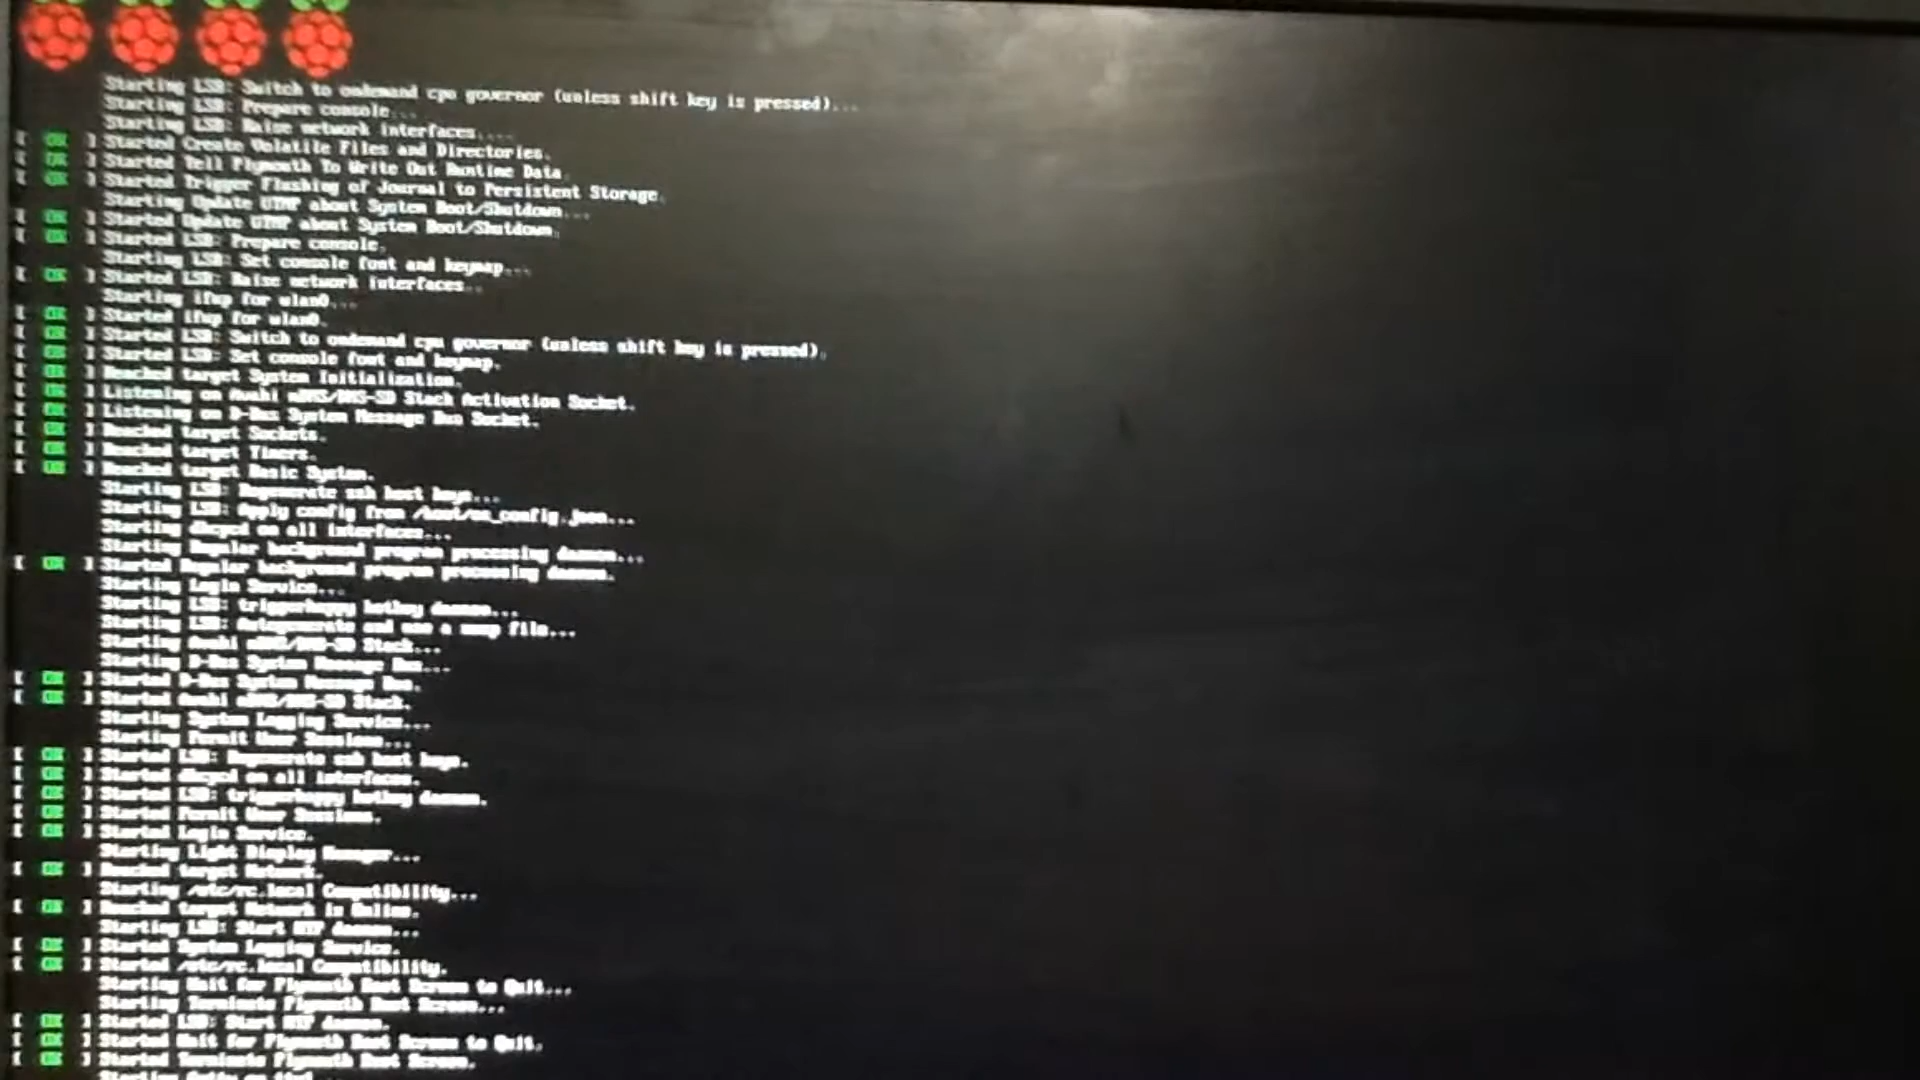 Starting LSB: Switch to ondemand cpu governor (unless shift key is pressed)...
Starting LSB: Prepare console...
Starting LSB: Raise network interfaces....
[ OK ] Started Create Volatile Files and Directories.
[ OK ] Started Tell Plymouth To Write Out Runtime Data.
[ OK ] Started Trigger Flushing of Journal to Persistent Storage.
Starting Update UTMP about System Boot/Shutdown...
[ OK ] Started Update UTMP about System Boot/Shutdown.
[ OK ] Started LSB: Prepare console.
Starting LSB: Set console font and keymap...
[ OK ] Started LSB: Raise network interfaces..
Starting ifup for wlan0...
[ OK ] Started ifup for wlan0.
[ OK ] Started LSB: Switch to ondemand cpu governor (unless shift key is pressed).
[ OK ] Started LSB: Set console font and keymap.
[ OK ] Reached target System Initialization.
[ OK ] Listening on Avahi mDNS/DNS-SD Stack Activation Socket.
[ OK ] Listening on D-Bus System Message Bus Socket.
[ OK ] Reached target Sockets.
[ OK ] Reached target Timers.
[ OK ] Reached target Basic System.
Starting LSB: Regenerate ssh host keys...
Starting LSB: Apply config from /boot/os_config.json...
Starting dhcpcd on all interfaces...
Starting Regular background program processing daemon...
[ OK ] Started Regular background program processing daemon.
Starting Login Service...
Starting LSB: triggerhappy hotkey daemon...
Starting LSB: Autogenerate and use a swap file...
Starting Avahi mDNS/DNS-SD Stack...
Starting D-Bus System Message Bus...
[ OK ] Started D-Bus System Message Bus.
[ OK ] Started Avahi mDNS/DNS-SD Stack.
Starting System Logging Service...
Starting Permit User Sessions...
[ OK ] Started LSB: Regenerate ssh host keys.
[ OK ] Started dhcpcd on all interfaces.
[ OK ] Started LSB: triggerhappy hotkey daemon.
[ OK ] Started Permit User Sessions.
[ OK ] Started Login Service.
Starting Light Display Manager...
[ OK ] Reached target Network.
Starting /etc/rc.local Compatibility...
[ OK ] Reached target Network is Online.
Starting LSB: Start NTP daemon...
[ OK ] Started System Logging Service.
[ OK ] Started /etc/rc.local Compatibility.
Starting Wait for Plymouth Boot Screen to Quit...
Starting Terminate Plymouth Boot Screen...
[ OK ] Started LSB: Start NTP daemon.
[ OK ] Started Wait for Plymouth Boot Screen to Quit.
[ OK ] Started Terminate Plymouth Boot Screen.
Starting